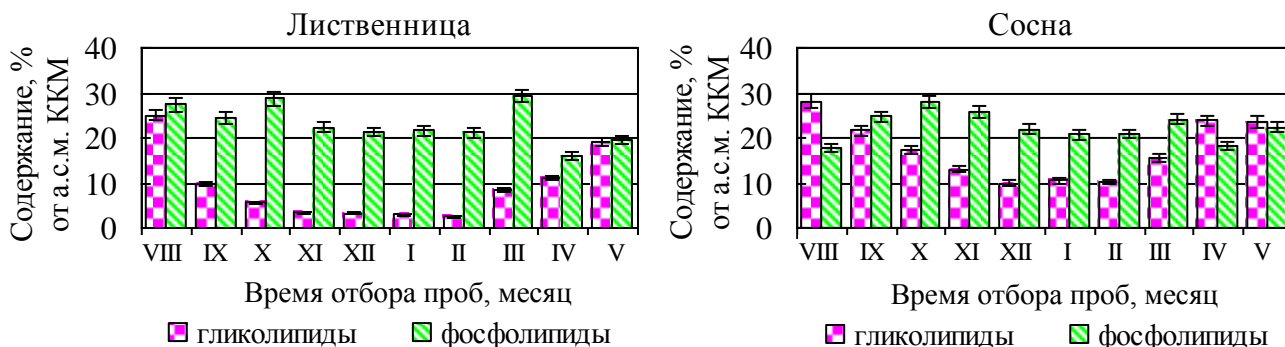 Лиственница
Содержание, %
от а.с.м. ККМ
40
30
20
10
0
VIII IX X XI XII I II III IV V
Время отбора проб, месяц
гликолипиды фосфолипиды
Сосна
Содержание, %
от а.с.м. ККМ
40
30
20
10
0
VIII IX X XI XII I II III IV V
Время отбора проб, месяц
гликолипиды фосфолипиды